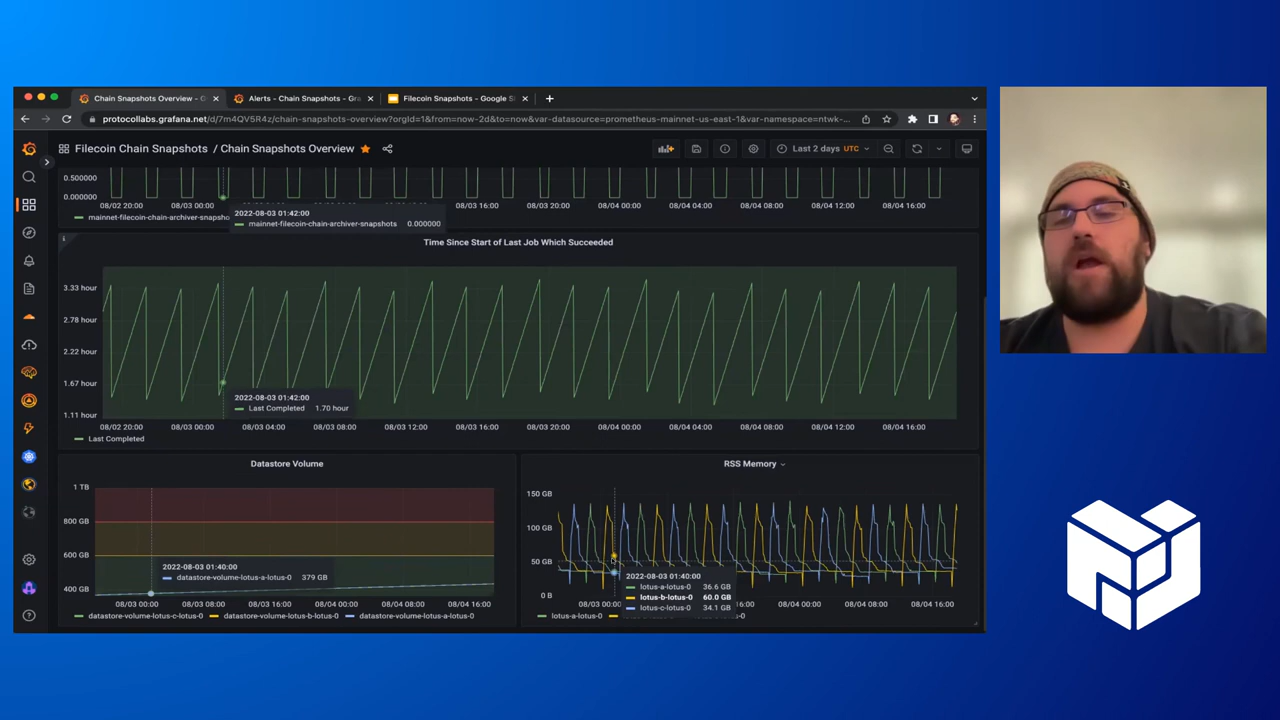 Chain Snapshots Overview - G
Alerts - Chain Snapshots - Gra
Filecoin Snapshots - Google Sl
protocollabs.grafana.net/d/7m4QV5R4z/chain-snapshots-overview?orgId=1&from=now-2d&to=now&var-datasource=prometheus-mainnet-us-east-1&var-namespace=ntwk-...
Filecoin Chain Snapshots / Chain Snapshots Overview
Last 2 days UTC
0.500000
0.000000
08/02 20:00 08/03 00:00 08/03 16:00 08/03 20:00 08/04 00:00 08/04 04:00 08/04 08:00 08/04 12:00 08/04 16:00
mainnet-filecoin-chain-archiver-snapsho
2022-08-03 01:42:00
mainnet-filecoin-chain-archiver-snapshots 0.000000
Time Since Start of Last Job Which Succeeded
3.33 hour
2.78 hour
2.22 hour
1.67 hour
1.11 hour
2022-08-03 01:42:00
Last Completed 1.70 hour
08/02 20:00 08/03 00:00 08/03 04:00 08/03 08:00 08/03 12:00 08/03 16:00 08/03 20:00 08/04 00:00 08/04 04:00 08/04 08:00 08/04 12:00 08/04 16:00
Last Completed
Datastore Volume
1 TB
800 GB
600 GB
400 GB
2022-08-03 01:40:00
datastore-volume-lotus-a-lotus-0 379 GB
08/03 00:00 08/03 08:00 08/03 16:00 08/04 00:00 08/04 08:00 08/04 16:00
datastore-volume-lotus-c-lotus-0 datastore-volume-lotus-b-lotus-0 datastore-volume-lotus-a-lotus-0
RSS Memory
150 GB
100 GB
50 GB
0 B
2022-08-03 01:40:00
lotus-a-lotus-0 36.6 GB
lotus-b-lotus-0 60.0 GB
lotus-c-lotus-0 34.1 GB
08/03 00:00 16:00 08/04 00:00 08/04 08:00 08/04 16:00
lotus-a-lotus-0